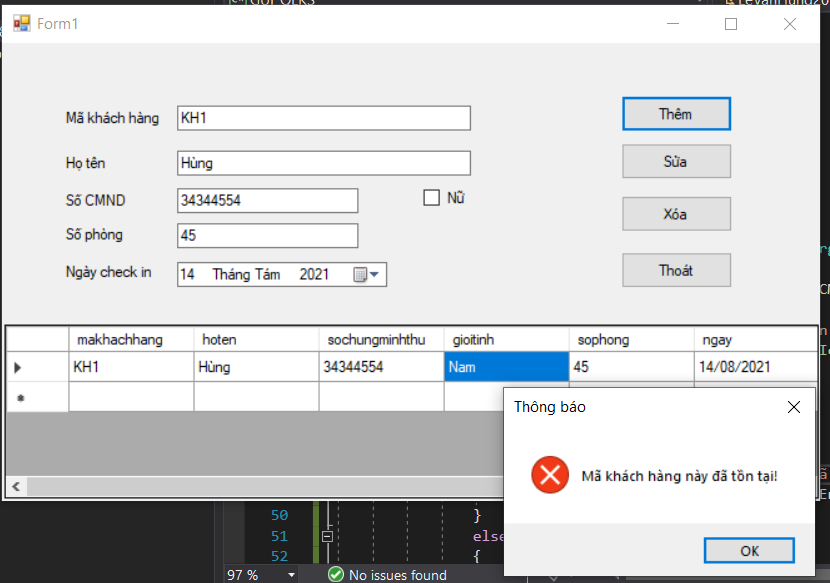 Form1
Mã khách hàng KH1 Thêm
Họ tên Hùng Sửa
Số CMND 34344554 Nữ
Xóa
Số phòng 45
Ngày check in 14 Tháng Tám 2021 Thoát
makhachhang hoten sochungminhthu gioitinh sophong ngay
KH1 Hùng 34344554 Nam 45 14/08/2021
Thông báo
Mã khách hàng này đã tồn tại!
OK
50 }
51 else
52 {
97 % No issues found